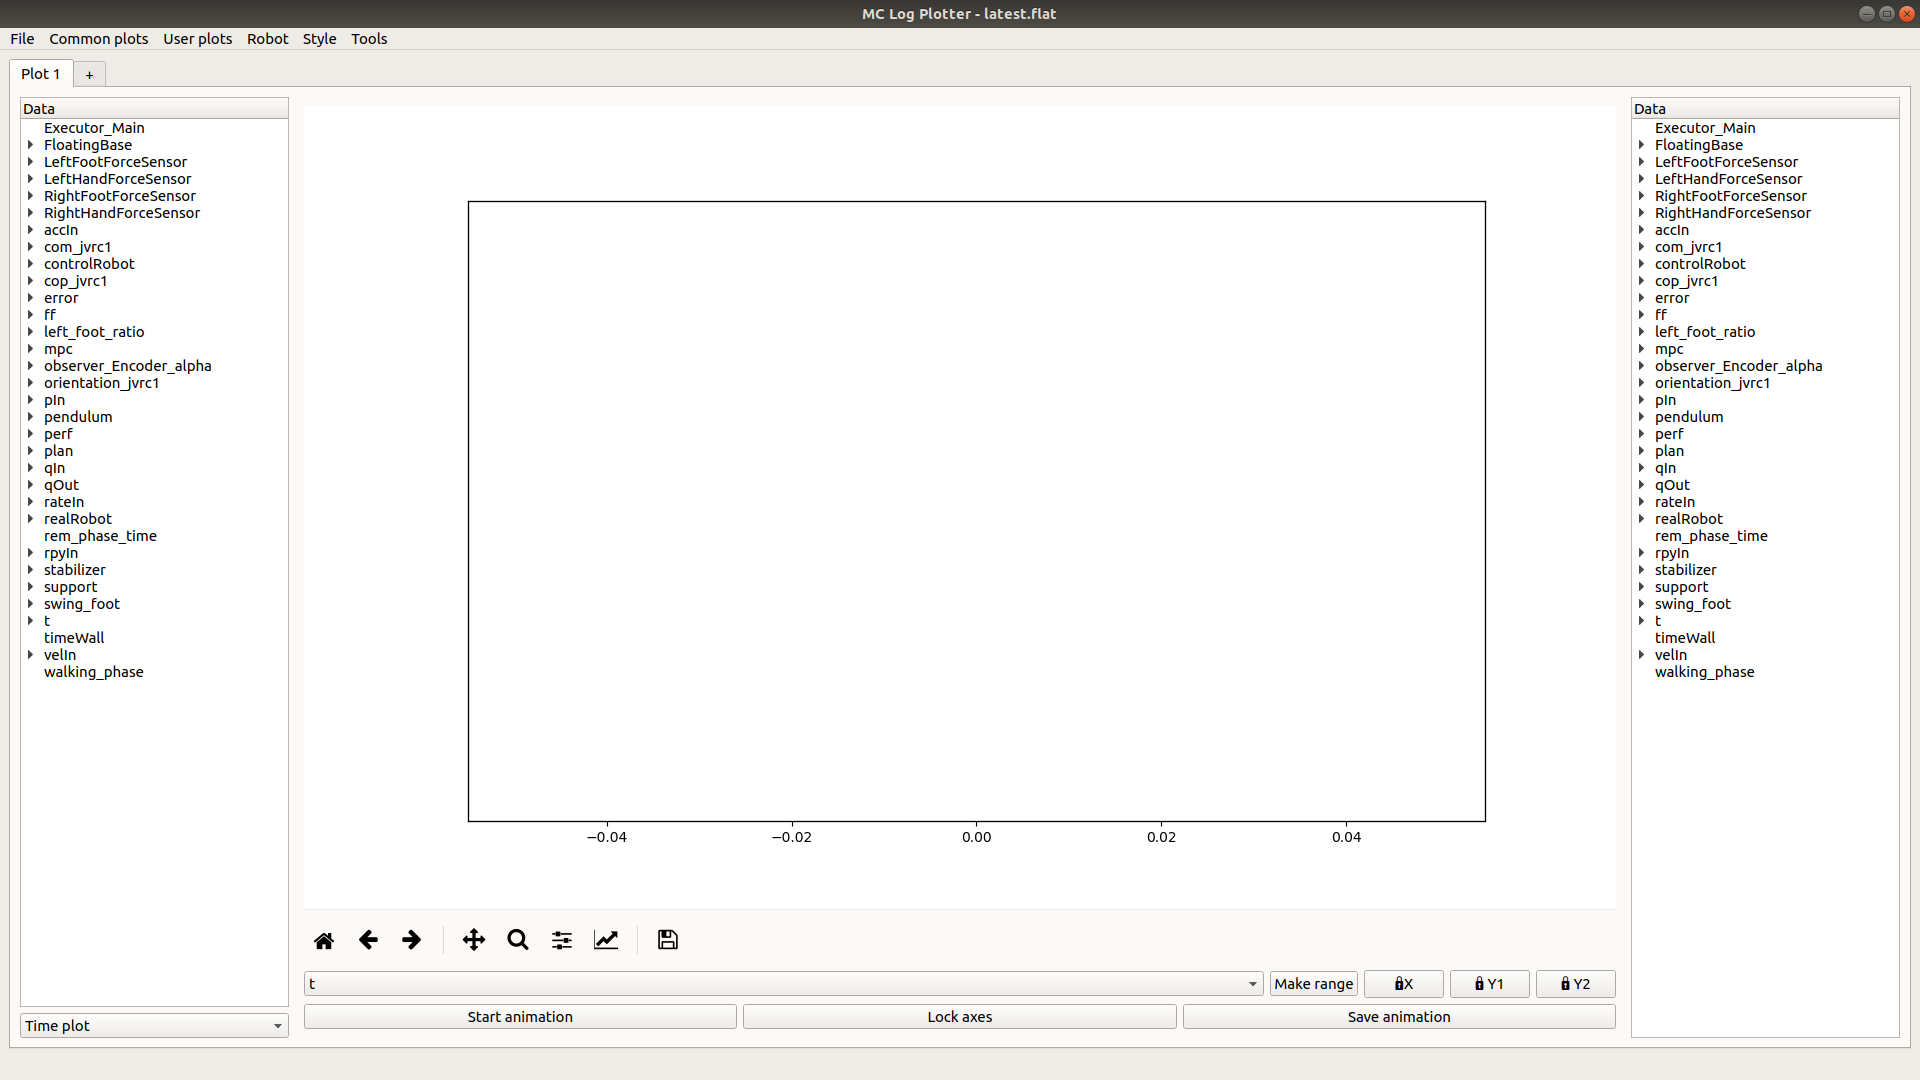 MC Log Plotter - latest.flat
File Common plots User plots Robot Style Tools
Plot 1 +
Data
Executor_Main
FloatingBase
LeftFootForceSensor
LeftHandForceSensor
RightFootForceSensor
RightHandForceSensor
accIn
com_jvrc1
controlRobot
cop_jvrc1
error
ff
left_foot_ratio
mpc
observer_Encoder_alpha
orientation_jvrc1
pIn
pendulum
perf
plan
qIn
qOut
rateIn
realRobot
rem_phase_time
rpyIn
stabilizer
support
swing_foot
t
timeWall
velIn
walking_phase
Time plot
−0.04 −0.02 0.00 0.02 0.04
t Make range X Y1 Y2
Start animation Lock axes Save animation
Data
Executor_Main
FloatingBase
LeftFootForceSensor
LeftHandForceSensor
RightFootForceSensor
RightHandForceSensor
accIn
com_jvrc1
controlRobot
cop_jvrc1
error
ff
left_foot_ratio
mpc
observer_Encoder_alpha
orientation_jvrc1
pIn
pendulum
perf
plan
qIn
qOut
rateIn
realRobot
rem_phase_time
rpyIn
stabilizer
support
swing_foot
t
timeWall
velIn
walking_phase